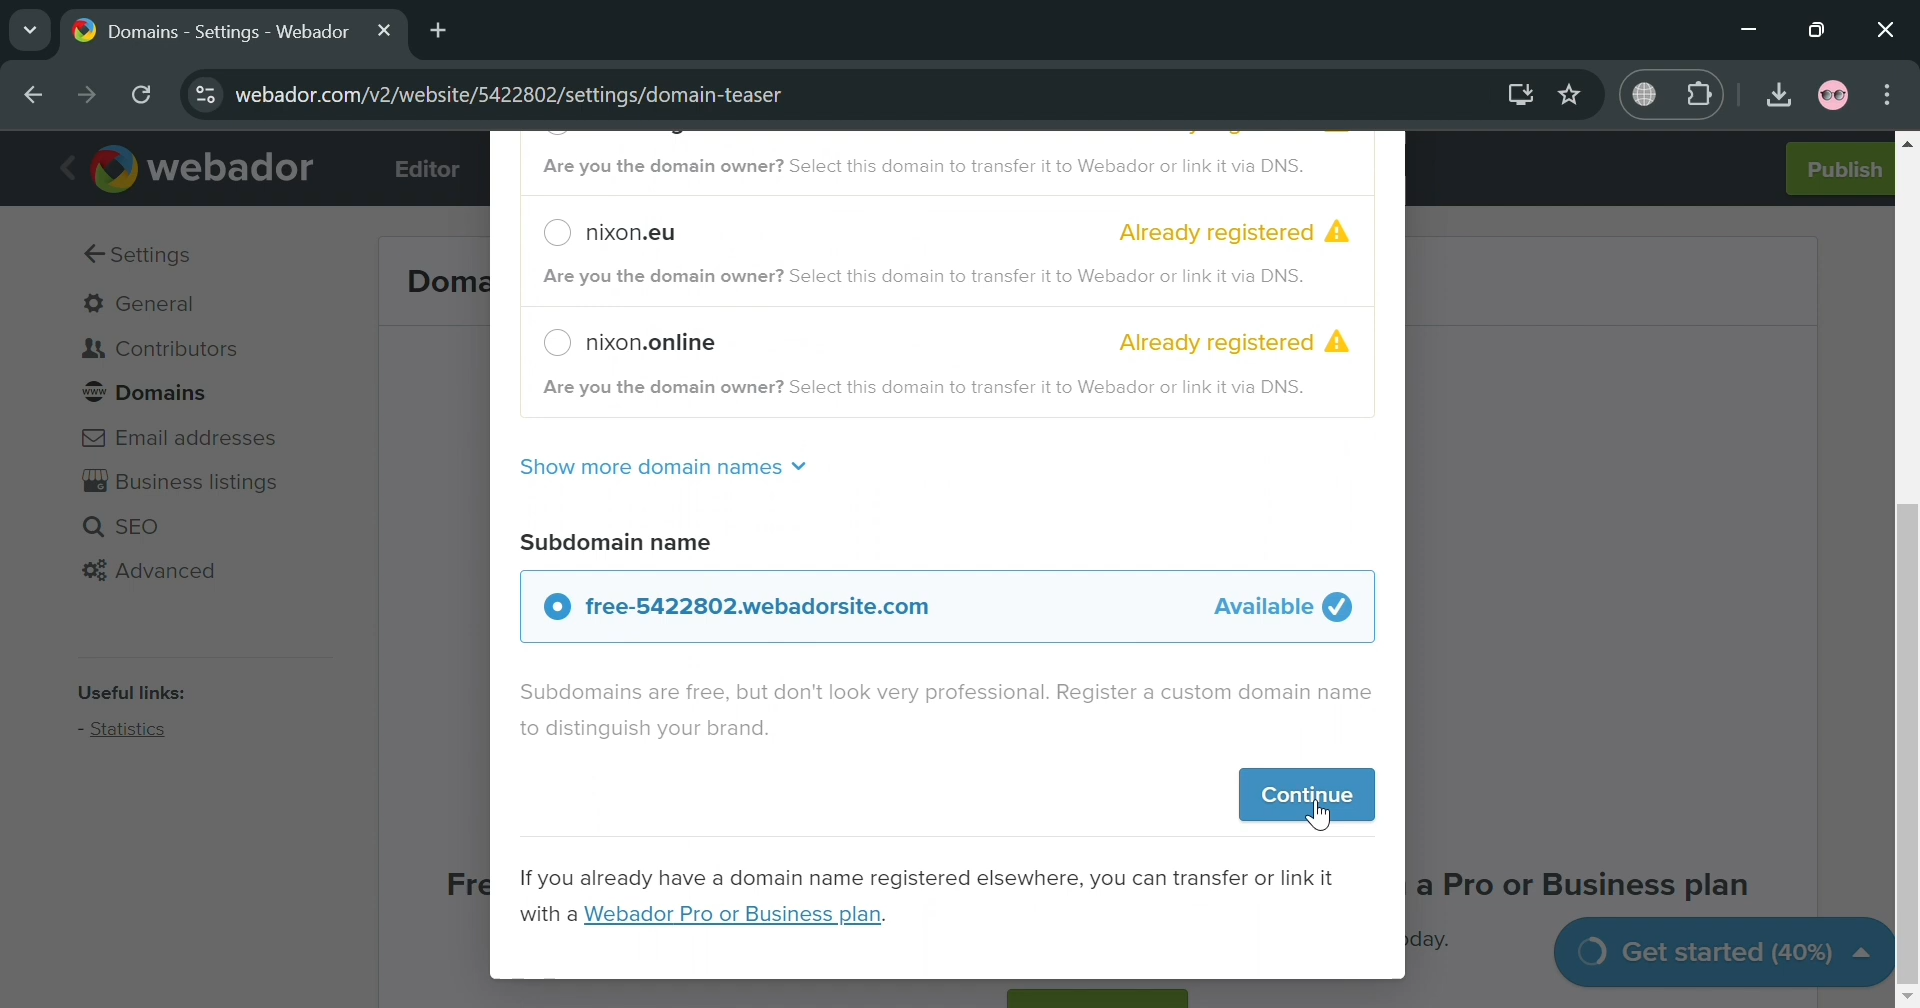 Domains - Settings - Webador
webador.com/v2/website/5422802/settings/domain-teaser
webador
Editor
Publish
Settings
General
Contributors
Domains
Email addresses
Business listings
SEO
Advanced
Useful links:
- Statistics
Doma
Are you the domain owner? Select this domain to transfer it to Webador or link it via DNS.
nixon.eu
Already registered
Are you the domain owner? Select this domain to transfer it to Webador or link it via DNS.
nixon.online
Already registered
Are you the domain owner? Select this domain to transfer it to Webador or link it via DNS.
Show more domain names
Subdomain name
free-5422802.webadorsite.com
Available
Subdomains are free, but don't look very professional. Register a custom domain name
to distinguish your brand.
Continue
If you already have a domain name registered elsewhere, you can transfer or link it
with a Webador Pro or Business plan.
Fre
a Pro or Business plan
day.
Get started (40%)